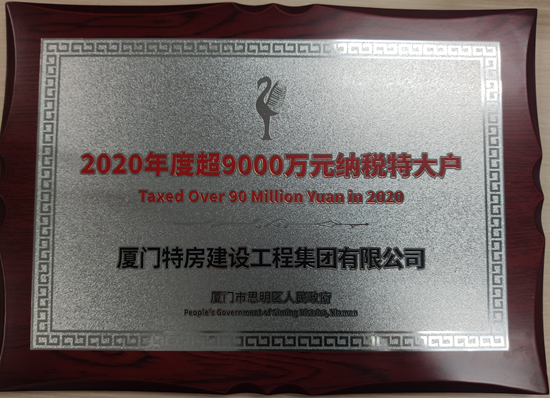 2020年度超9000万元纳税特大户
Taxed Over 90 Million Yuan in 2020
厦门特房建设工程集团有限公司
厦门市思明区人民政府
People's Government of Siming District, Xiamen